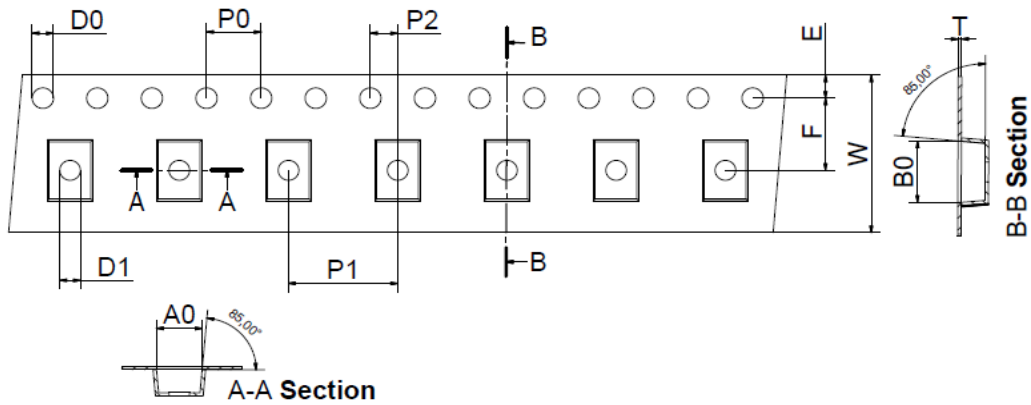 D0
P0
P2
B
E
T
85,00°
F
W
B0
A
A
D1
P1
B
B-B Section
A0
85,00°
A-A Section